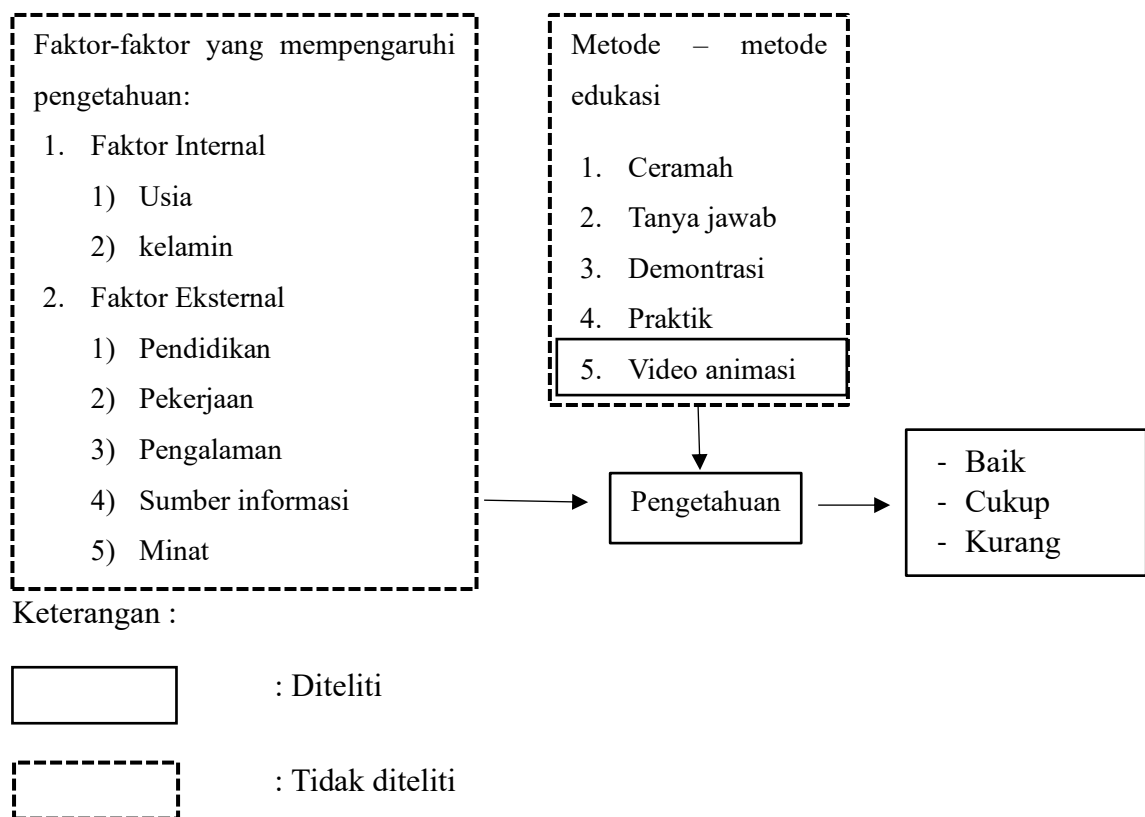 Faktor-faktor yang mempengaruhi
pengetahuan:
1. Faktor Internal
1) Usia
2) kelamin
2. Faktor Eksternal
1) Pendidikan
2) Pekerjaan
3) Pengalaman
4) Sumber informasi
5) Minat
Metode – metode
edukasi
1. Ceramah
2. Tanya jawab
3. Demontrasi
4. Praktik
5. Video animasi
Pengetahuan
- Baik
- Cukup
- Kurang
Keterangan :
: Diteliti
: Tidak diteliti